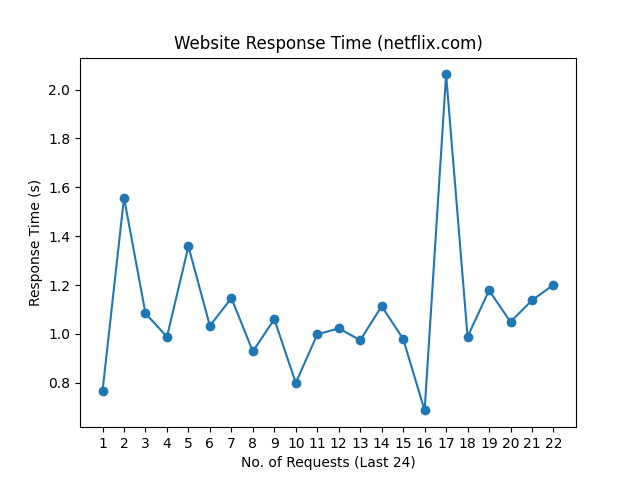 Website Response Time (netflix.com)
2.0
1.8
1.6
1.4
1.2
1.0
0.8
Response Time (s)
1 2 3 4 5 6 7 8 9 10 11 12 13 14 15 16 17 18 19 20 21 22
No. of Requests (Last 24)